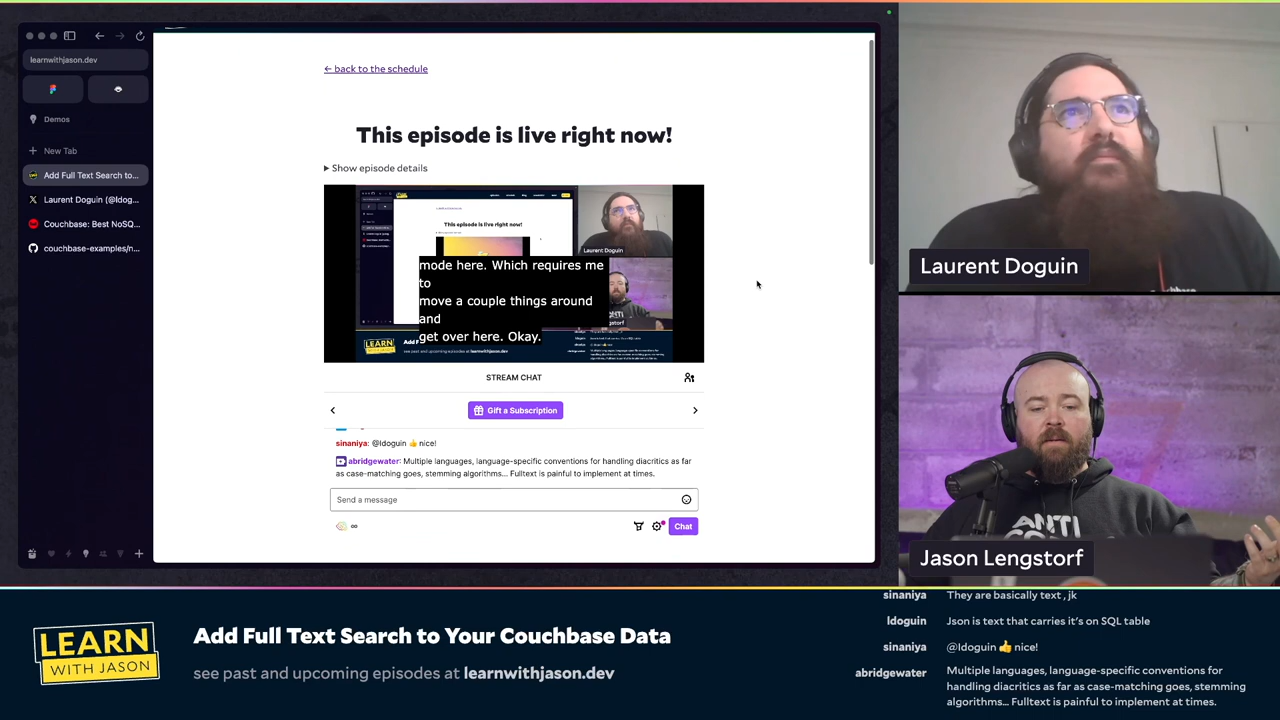 learnwithjason.dev
Demos
New Tab
Add Full Text Search to...
Laurent Doguin (@ldog...
Couchbase: Best NoSQ...
couchbase-examples/n...
← back to the schedule
This episode is live right now!
Show episode details
This episode is live right now!
Laurent Doguin
mode here. Which requires me
to
move a couple things around
and
get over here. Okay.
LEARN
STREAM CHAT
Gift a Subscription
sinaniya: @ldoguin 👍 nice!
abridgewater: Multiple languages, language-specific conventions for handling diacritics as far
as case-matching goes, stemming algorithms... Fulltext is painful to implement at times.
Send a message
∞
Chat
Laurent Doguin
ANTI
Jason Lengstorf
LEARN
WITH JASON
Add Full Text Search to Your Couchbase Data
see past and upcoming episodes at learnwithjason.dev
sinaniya They are basically text , jk
ldoguin Json is text that carries it's on SQL table
sinaniya @ldoguin 👍 nice!
abridgewater Multiple languages, language-specific conventions for
handling diacritics as far as case-matching goes, stemming
algorithms... Fulltext is painful to implement at times.